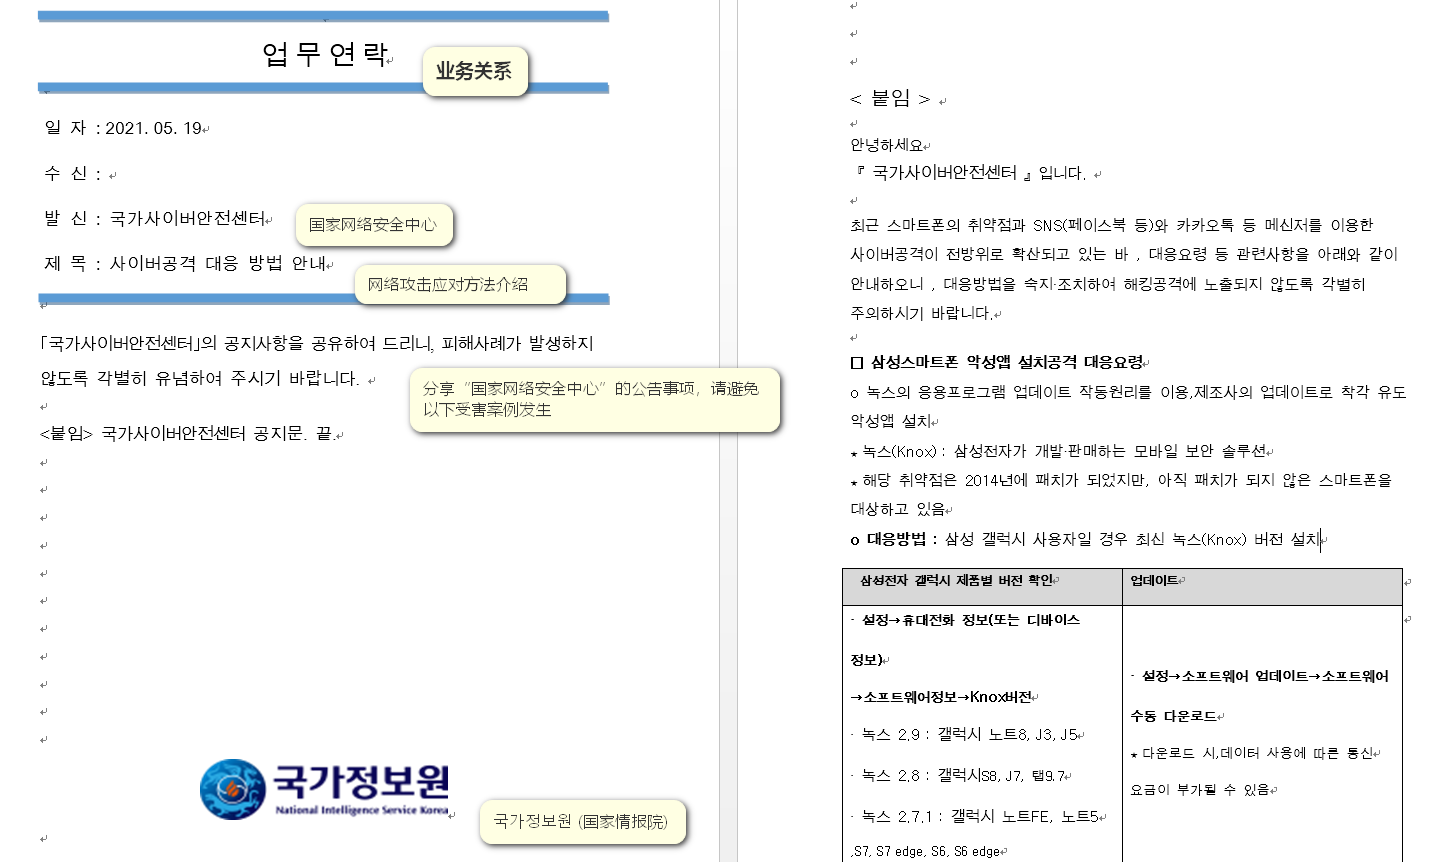 업 무 연 락
业务关系
일 자 : 2021. 05. 19
수 신 :
발 신 : 국가사이버안전센터
国家网络安全中心
제 목 : 사이버공격 대응 방법 안내
网络攻击应对方法介绍
「국가사이버안전센터」의 공지사항을 공유하여 드리니, 피해사례가 발생하지
않도록 각별히 유념하여 주시기 바랍니다.
分享“国家网络安全中心”的公告事项，请避免
以下受害案例发生
<붙임> 국가사이버안전센터 공지문. 끝.
국가정보원
National Intelligence Service Korea
국가정보원 (国家情报院)
< 붙임 >
안녕하세요
『 국가사이버안전센터 』입니다.
최근 스마트폰의 취약점과 SNS(페이스북 등)와 카카오톡 등 메신저를 이용한
사이버공격이 전방위로 확산되고 있는 바 , 대응요령 등 관련사항을 아래와 같이
안내하오니 , 대응방법을 숙지·조치하여 해킹공격에 노출되지 않도록 각별히
주의하시기 바랍니다.
□ 삼성스마트폰 악성앱 설치공격 대응요령
o 녹스의 응용프로그램 업데이트 작동원리를 이용,제조사의 업데이트로 착각 유도
악성앱 설치
* 녹스(Knox) : 삼성전자가 개발·판매하는 모바일 보안 솔루션
* 해당 취약점은 2014년에 패치가 되었지만, 아직 패치가 되지 않은 스마트폰을
대상하고 있음
o 대응방법 : 삼성 갤럭시 사용자일 경우 최신 녹스(Knox) 버전 설치
삼성전자 갤럭시 제품별 버전 확인
업데이트
· 설정→휴대전화 정보(또는 디바이스
정보)
→소프트웨어정보→Knox버전
· 녹스 2.9 : 갤럭시 노트8, J3, J5
· 녹스 2.8 : 갤럭시S8, J7, 탭9.7
· 녹스 2.7.1 : 갤럭시 노트FE, 노트5
,S7, S7 edge, S6, S6 edge
· 설정→소프트웨어 업데이트→소프트웨어
수동 다운로드
* 다운로드 시,데이터 사용에 따른 통신
요금이 부가될 수 있음